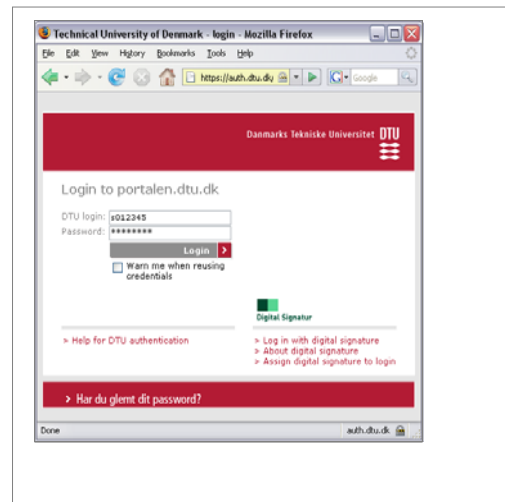 Technical University of Denmark - login - Mozilla Firefox
File Edit View History Bookmarks Tools Help
https://auth.dtu.dk/ Google
Danmarks Tekniske Universitet DTU
Login to portalen.dtu.dk
DTU login: s012345
Password: ********
Login
Warn me when reusing
credentials
Digital Signatur
» Help for DTU authentication
» Log in with digital signature
» About digital signature
» Assign digital signature to login
> Har du glemt dit password?
Done auth.dtu.dk